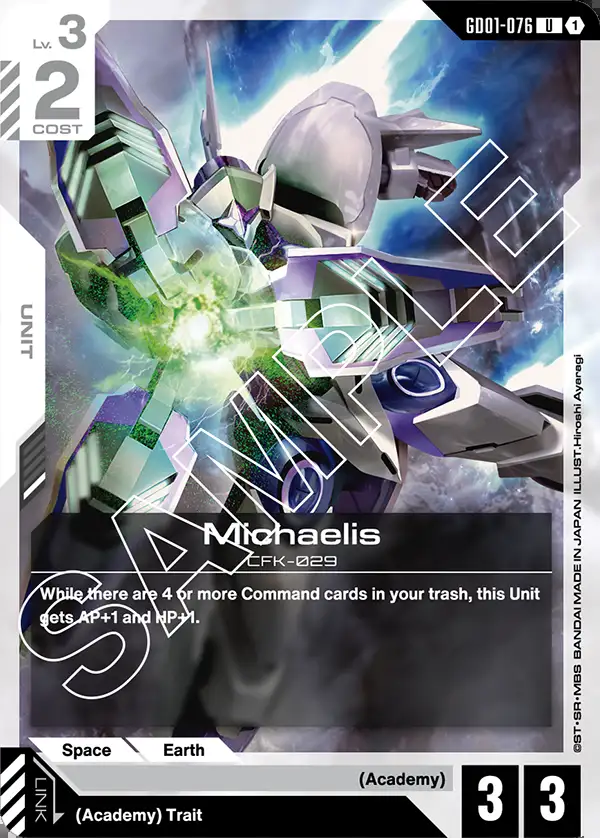 GD01-076 U 1
Lv. 3
2
COST
UNIT
SAMPLE
Michaelis
CFK-029
While there are 4 or more Command cards in your trash, this Unit
gets AP+1 and HP+1.
Space Earth
(Academy)
LINK
(Academy) Trait
3 3
©ST・SR・MBS BANDAI MADE IN JAPAN ILLUST.Hiroshi Ayaragi